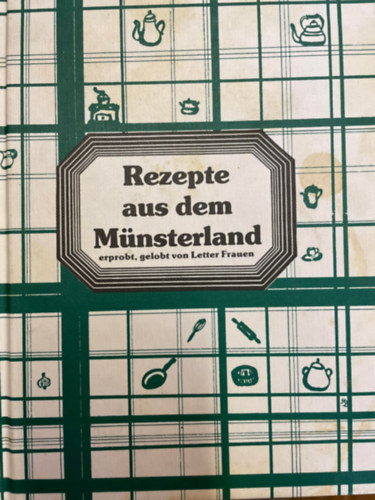 Rezepte
aus dem
Münsterland
erprobt, gelobt von Letter Frauen